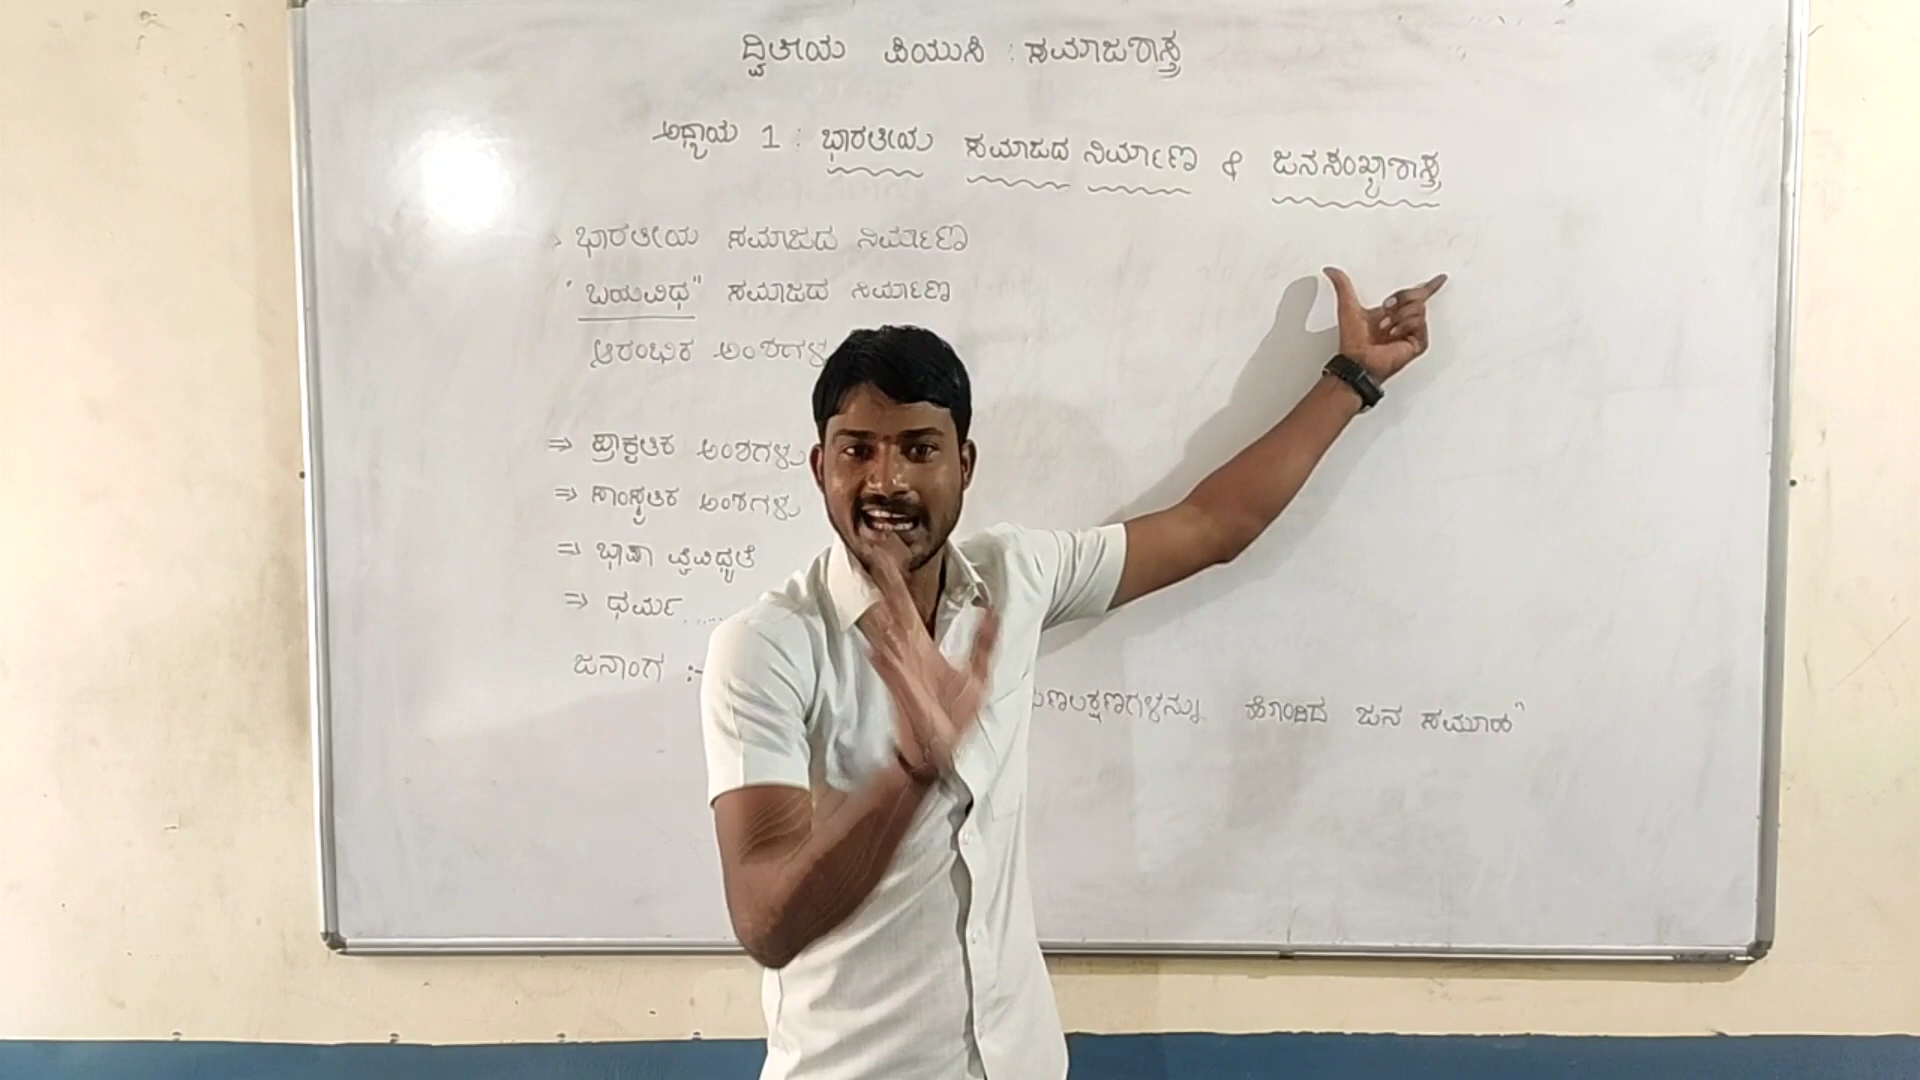 ದ್ವಿತೀಯ ಪಿಯುಸಿ : ಸಮಾಜಶಾಸ್ತ್ರ
ಅಧ್ಯಾಯ 1 : ಭಾರತೀಯ ಸಮಾಜದ ನಿರ್ಮಾಣ & ಜನಸಂಖ್ಯಾಶಾಸ್ತ್ರ
ಭಾರತೀಯ ಸಮಾಜದ ನಿರ್ಮಾಣ
"ಬಹುವಿಧ" ಸಮಾಜದ ನಿರ್ಮಾಣ
ಆರಂಭಿಕ ಅಂಶಗಳ
⇒ ಪ್ರಾಕೃತಿಕ ಅಂಶಗಳು
⇒ ಸಾಂಸ್ಕೃತಿಕ ಅಂಶಗಳು
⇒ ಭಾಷಾ ವೈವಿಧ್ಯತೆ
⇒ ಧರ್ಮ .....
ಜನಾಂಗ :- ಗುಣಲಕ್ಷಣಗಳನ್ನು ಹೊಂದಿದ ಜನ ಸಮೂಹ"